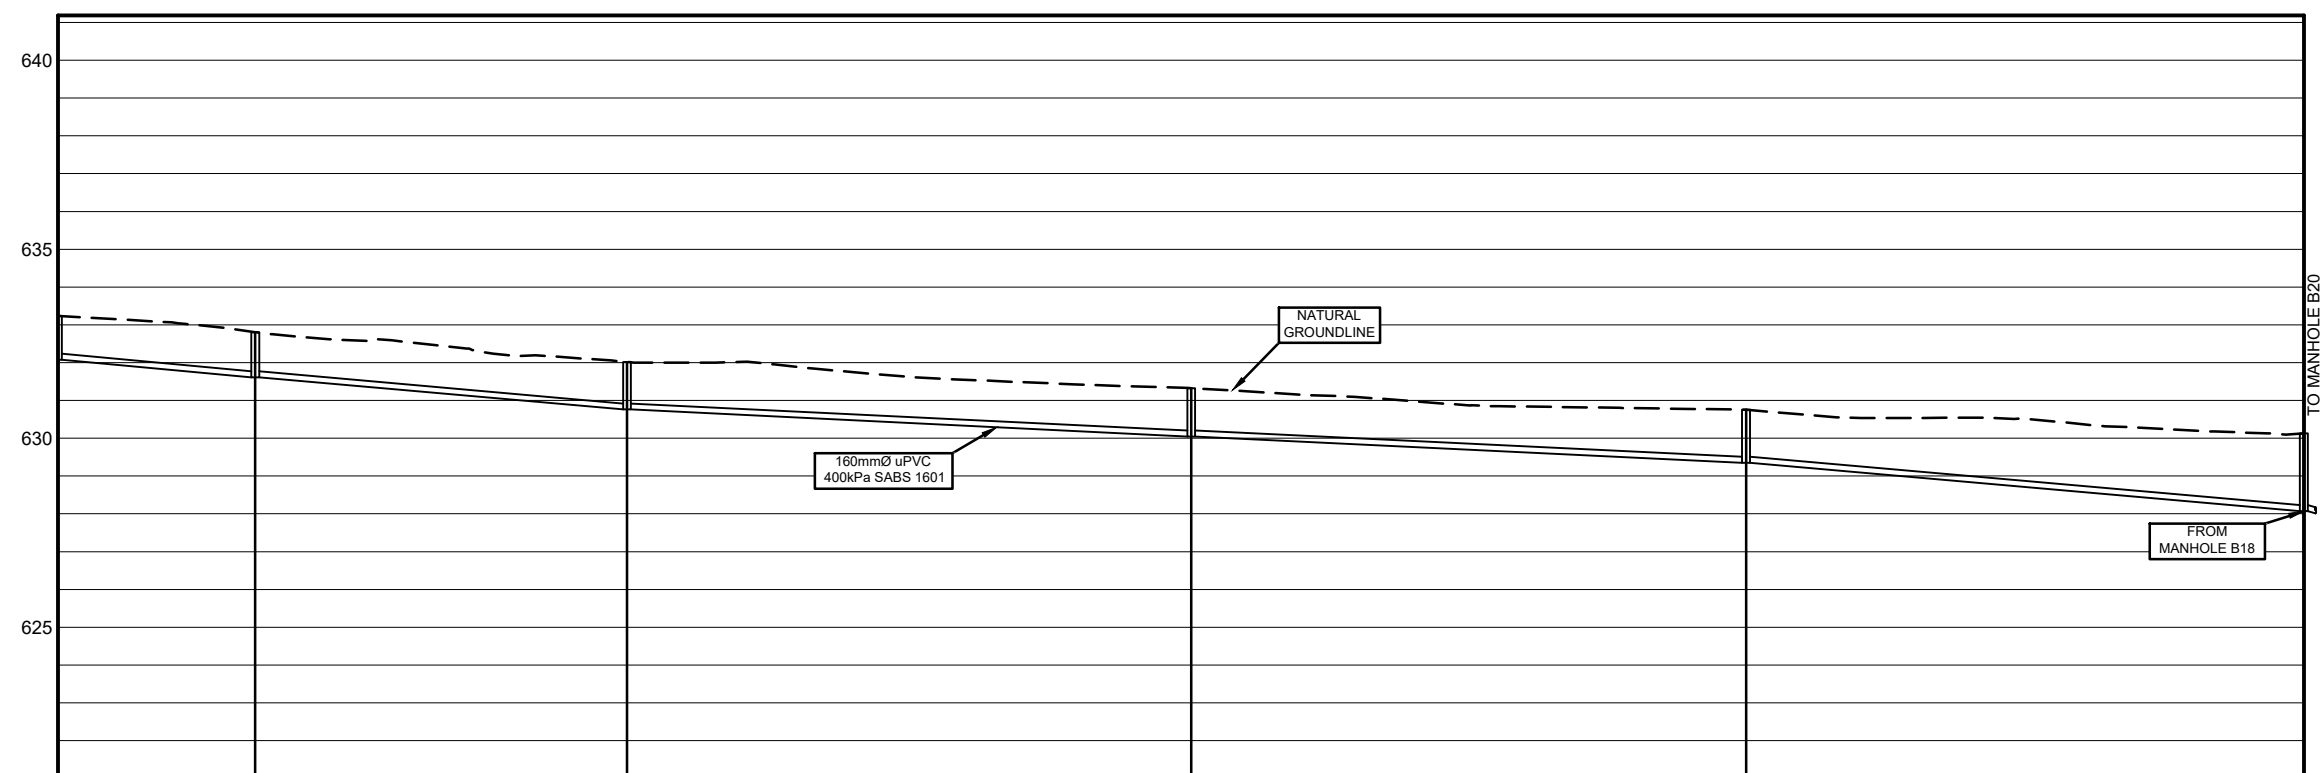 640
635
TO MANHOLE B20
NATURAL
GROUNDLINE
630
160mmØ uPVC
400kPa SABS 1601
FROM
MANHOLE B18
625